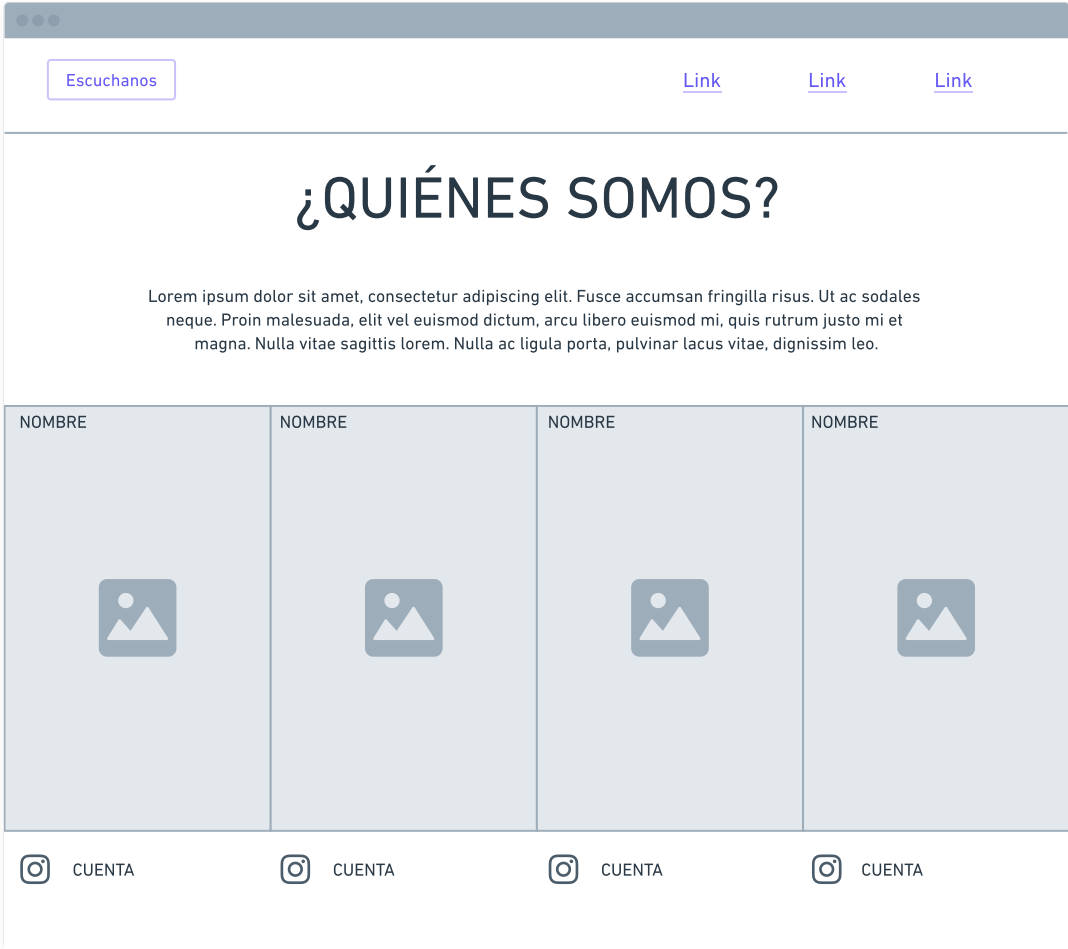 Escuchanos
Link Link Link
¿QUIÉNES SOMOS?
Lorem ipsum dolor sit amet, consectetur adipiscing elit. Fusce accumsan fringilla risus. Ut ac sodales
neque. Proin malesuada, elit vel euismod dictum, arcu libero euismod mi, quis rutrum justo mi et
magna. Nulla vitae sagittis lorem. Nulla ac ligula porta, pulvinar lacus vitae, dignissim leo.
NOMBRE NOMBRE NOMBRE NOMBRE
CUENTA CUENTA CUENTA CUENTA